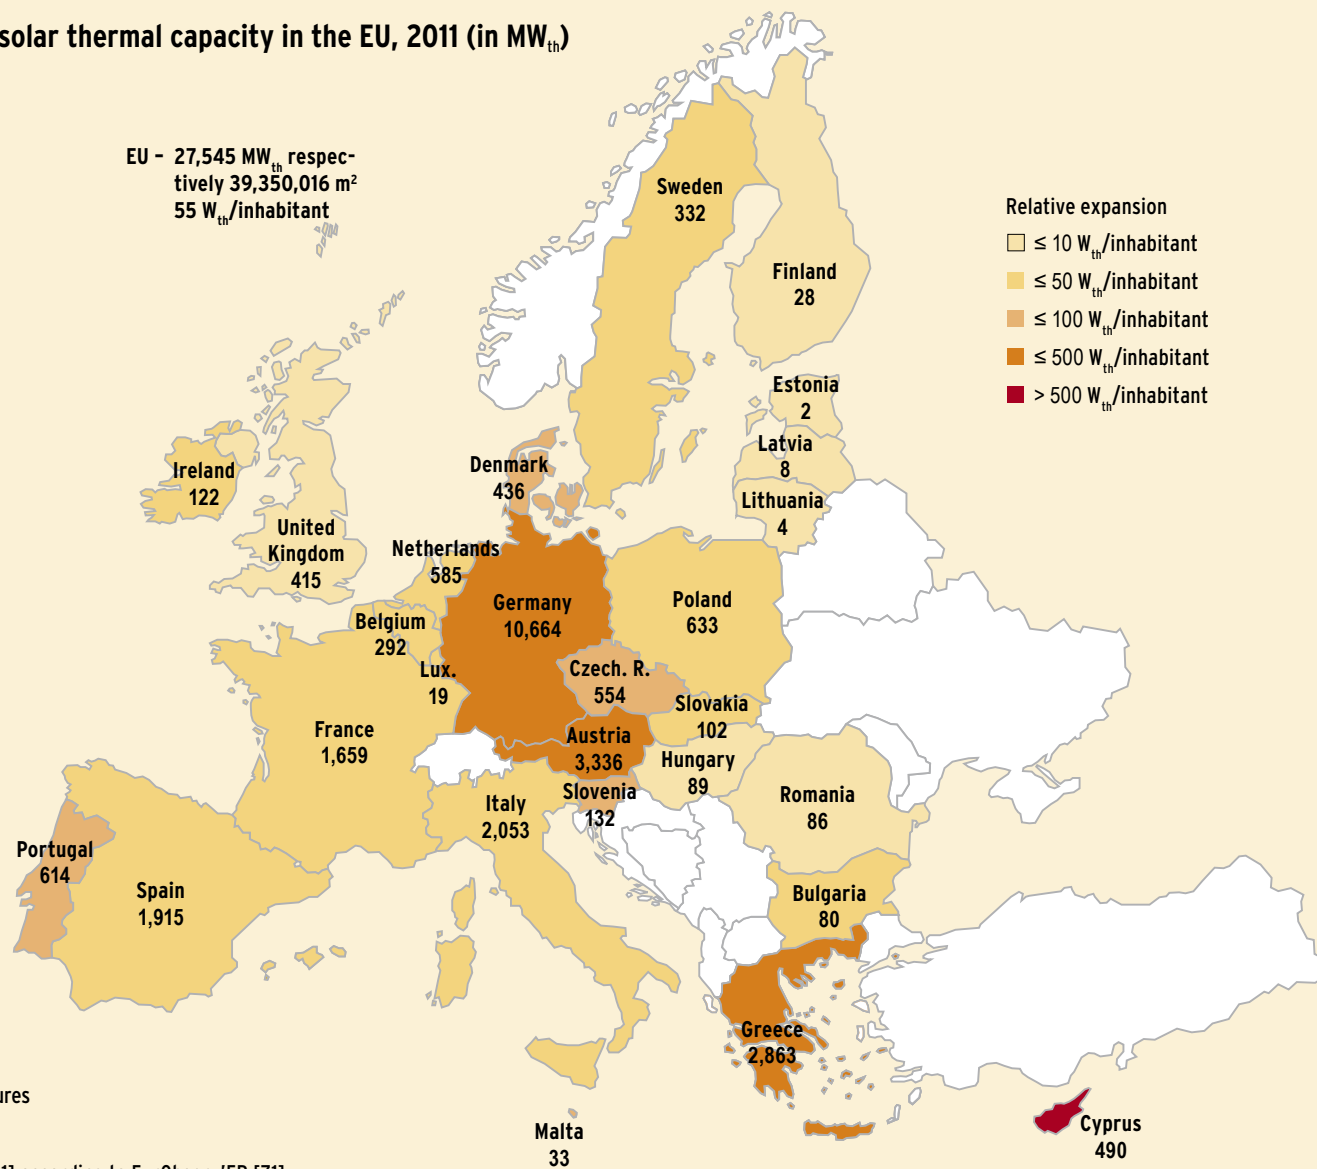 solar thermal capacity in the EU, 2011 (in MWth)
EU – 27,545 MWth respec-
tively 39,350,016 m²
55 Wth/inhabitant
Relative expansion
≤ 10 Wth/inhabitant
≤ 50 Wth/inhabitant
≤ 100 Wth/inhabitant
≤ 500 Wth/inhabitant
> 500 Wth/inhabitant
Sweden
332
Finland
28
Estonia
2
Latvia
8
Lithuania
4
Denmark
436
Ireland
122
United
Kingdom
415
Netherlands
585
Germany
10,664
Poland
633
Belgium
292
Lux.
19
Czech. R.
554
Slovakia
102
France
1,659
Austria
3,336
Hungary
89
Slovenia
132
Italy
2,053
Romania
86
Portugal
614
Spain
1,915
Bulgaria
80
Greece
2,863
Malta
33
Cyprus
490
ures